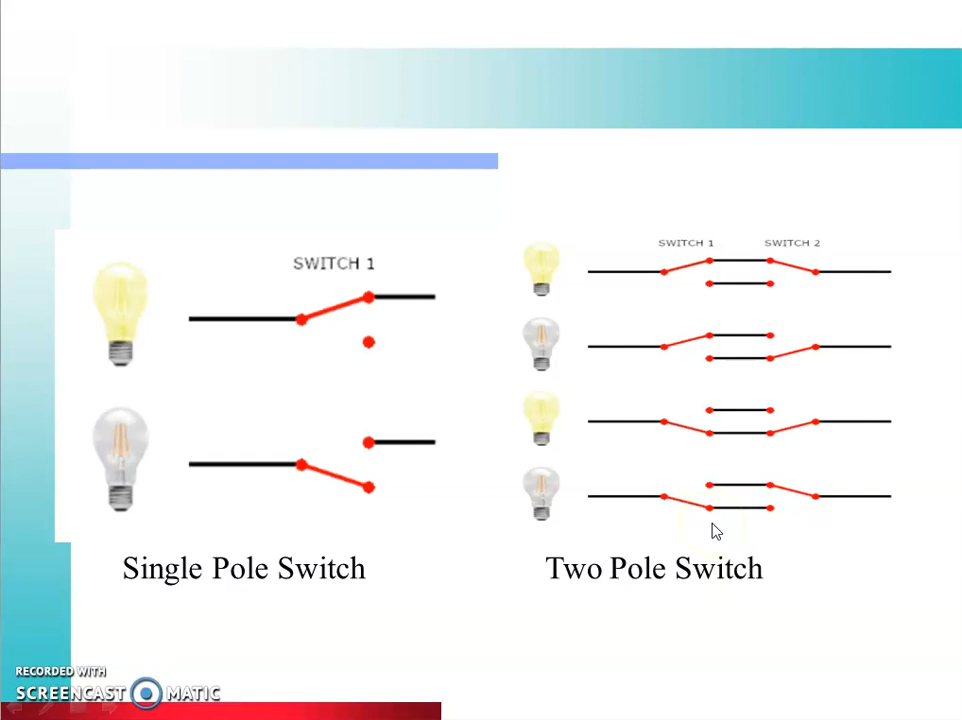 SWITCH 1
SWITCH 1 SWITCH 2
Single Pole Switch
Two Pole Switch
RECORDED WITH
SCREENCAST MATIC